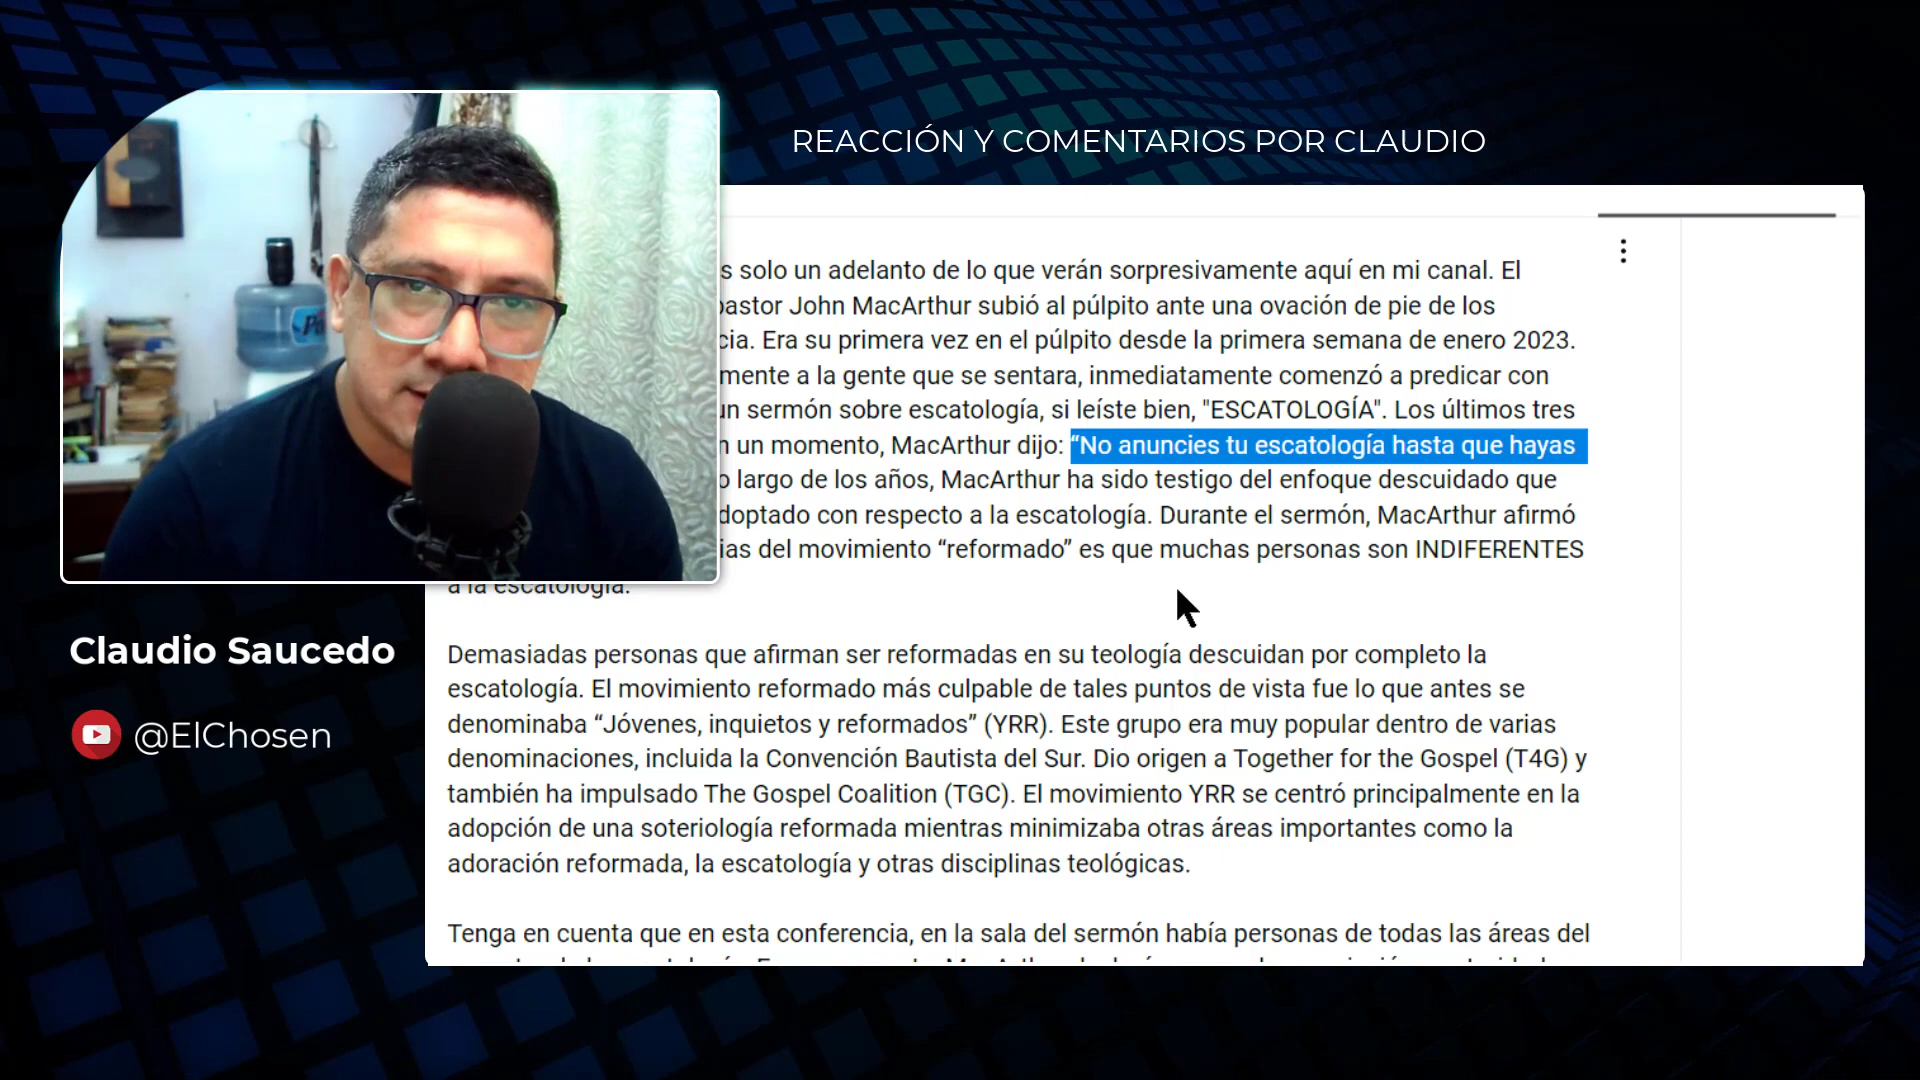 REACCIÓN Y COMENTARIOS POR CLAUDIO
solo un adelanto de lo que verán sorpresivamente aquí en mi canal. El
pastor John MacArthur subió al púlpito ante una ovación de pie de los
Era su primera vez en el púlpito desde la primera semana de enero 2023.
a la gente que se sentara, inmediatamente comenzó a predicar con
un sermón sobre escatología, si leíste bien, "ESCATOLOGÍA". Los últimos tres
un momento, MacArthur dijo: “No anuncies tu escatología hasta que hayas
largo de los años, MacArthur ha sido testigo del enfoque descuidado que
con respecto a la escatología. Durante el sermón, MacArthur afirmó
del movimiento “reformado” es que muchas personas son INDIFERENTES
a la escatología.
Demasiadas personas que afirman ser reformadas en su teología descuidan por completo la
escatología. El movimiento reformado más culpable de tales puntos de vista fue lo que antes se
denominaba “Jóvenes, inquietos y reformados” (YRR). Este grupo era muy popular dentro de varias
denominaciones, incluida la Convención Bautista del Sur. Dio origen a Together for the Gospel (T4G) y
también ha impulsado The Gospel Coalition (TGC). El movimiento YRR se centró principalmente en la
adopción de una soteriología reformada mientras minimizaba otras áreas importantes como la
adoración reformada, la escatología y otras disciplinas teológicas.
Tenga en cuenta que en esta conferencia, en la sala del sermón había personas de todas las áreas del
Claudio Saucedo
@ElChosen